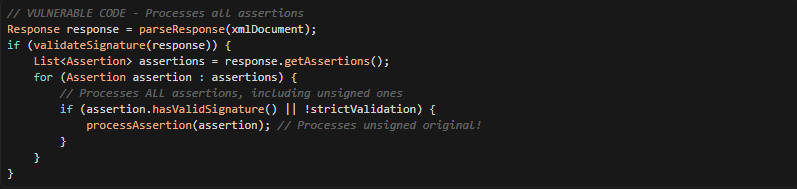 // VULNERABLE CODE - Processes all assertions
Response response = parseResponse(xmlDocument);
if (validateSignature(response)) {
    List<Assertion> assertions = response.getAssertions();
    for (Assertion assertion : assertions) {
        // Processes ALL assertions, including unsigned ones
        if (assertion.hasValidSignature() || !strictValidation) {
            processAssertion(assertion); // Processes unsigned original!
        }
    }
}